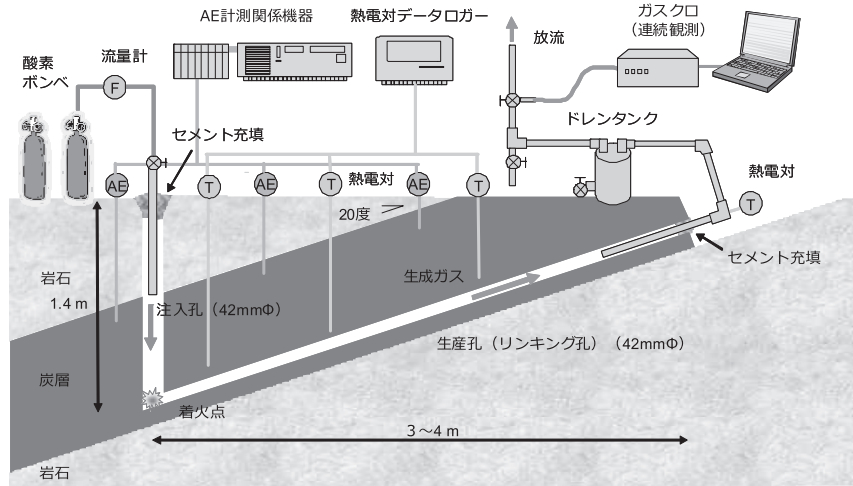 AE計測関係機器
熱電対データロガー
ガスクロ
(連続観測)
放流
酸素
ボンベ
流量計
F
セメント充填
ドレンタンク
AE
T
AE
T
熱電対
AE
T
熱電対
T
20度
セメント充填
岩石
1.4 m
生成ガス
注入孔(42mmΦ)
生産孔(リンキング孔)(42mmΦ)
炭層
着火点
3~4 m
岩石